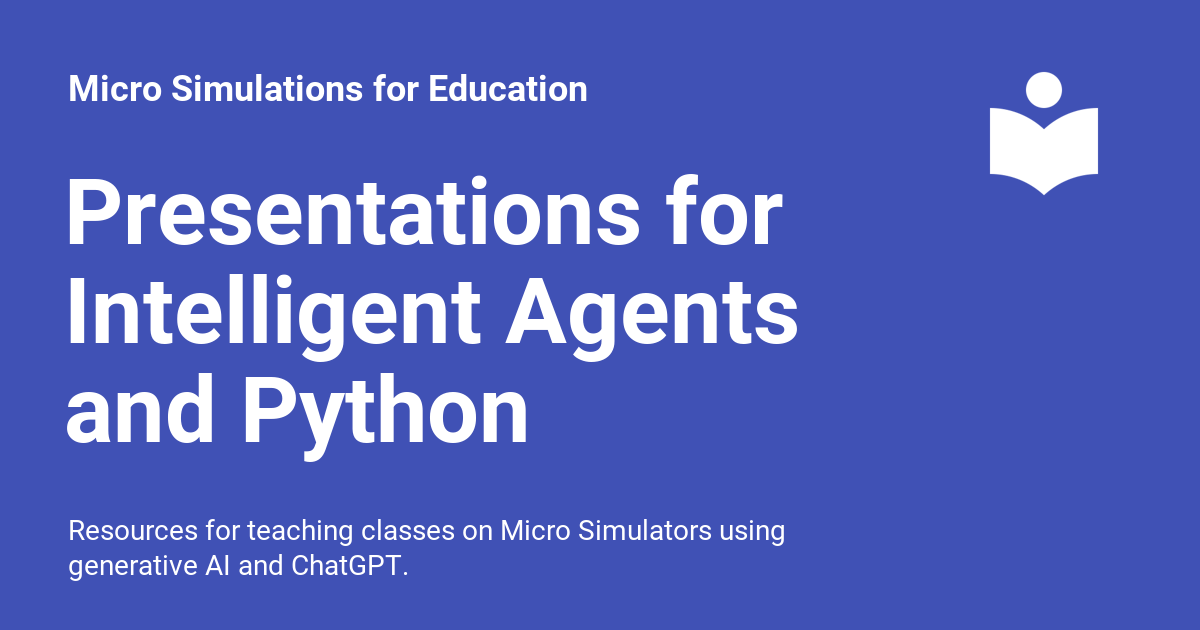 Micro Simulations for Education
Presentations for
Intelligent Agents
and Python
Resources for teaching classes on Micro Simulators using
generative AI and ChatGPT.